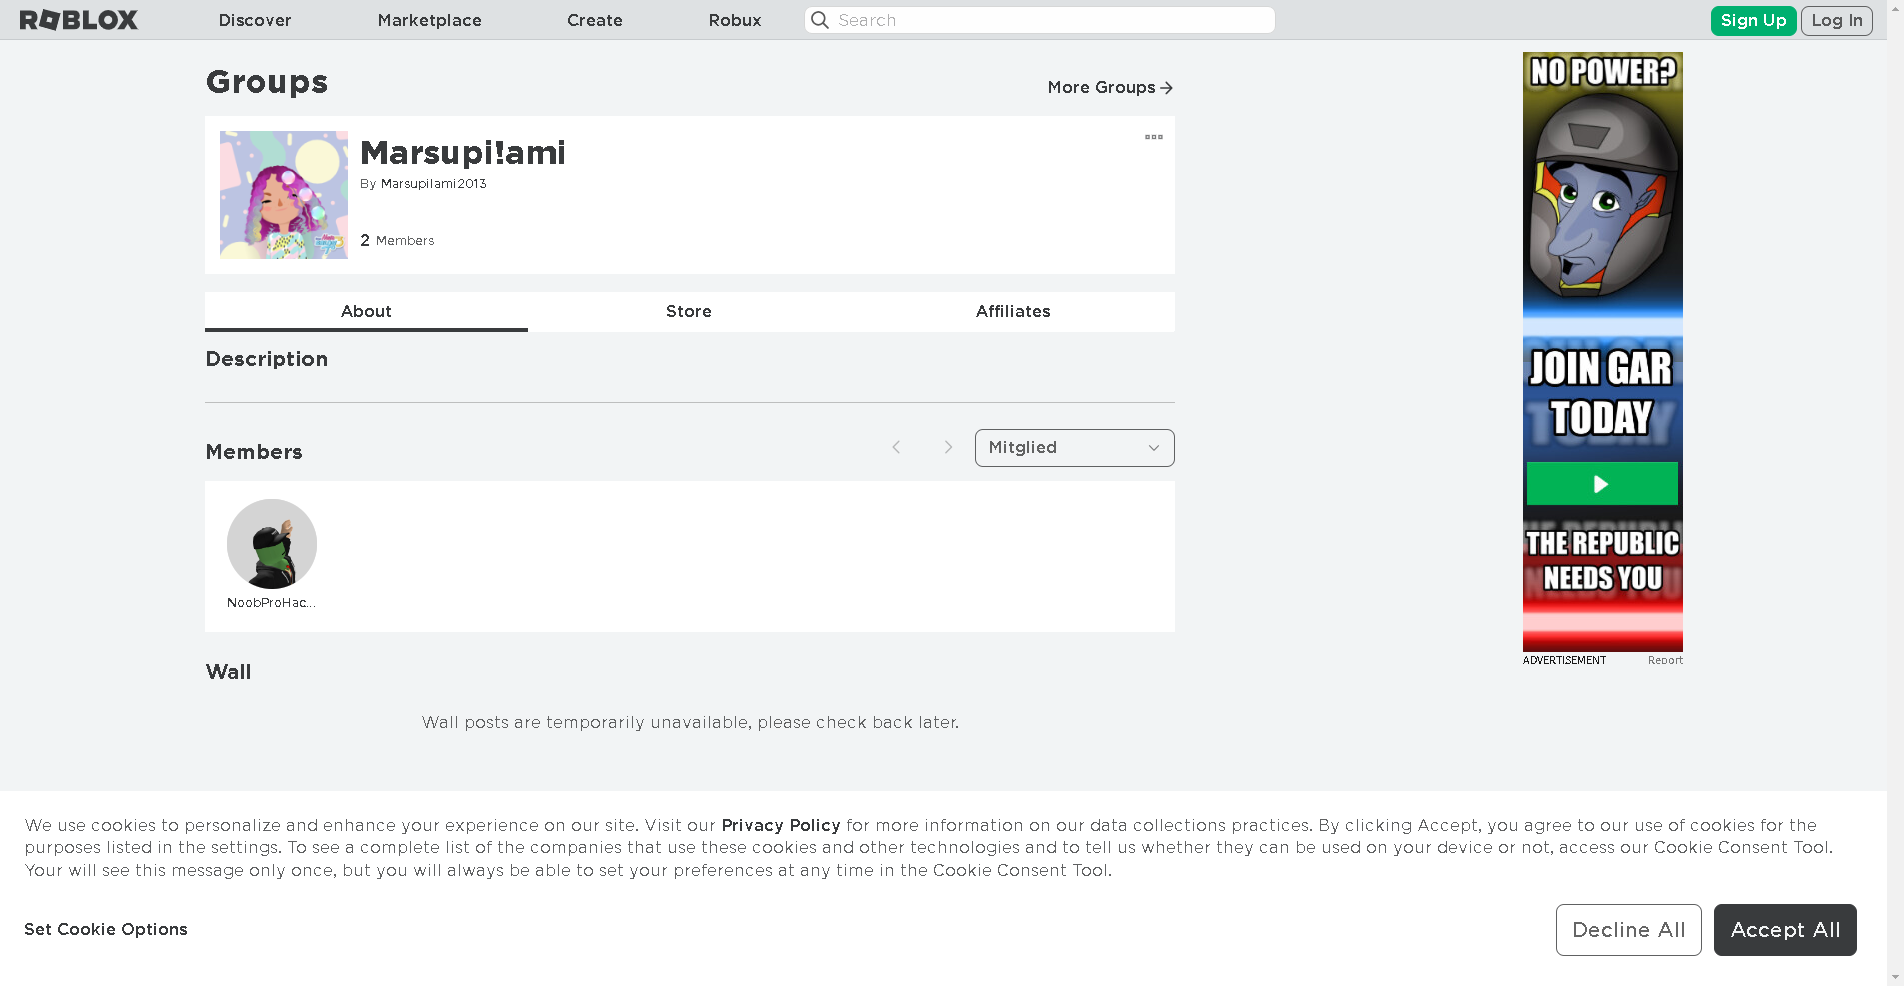 ROBLOX
Discover
Marketplace
Create
Robux
Search
Sign Up
Log In
Groups
More Groups
Marsupi!ami
By Marsupilami2013
2 Members
About
Store
Affiliates
Description
Members
Mitglied
NoobProHac...
Wall
Wall posts are temporarily unavailable, please check back later.
NO POWER?
JOIN GAR
TODAY
THE REPUBLIC
NEEDS YOU
ADVERTISEMENT
Report
We use cookies to personalize and enhance your experience on our site. Visit our Privacy Policy for more information on our data collections practices. By clicking Accept, you agree to our use of cookies for the
purposes listed in the settings. To see a complete list of the companies that use these cookies and other technologies and to tell us whether they can be used on your device or not, access our Cookie Consent Tool.
Your will see this message only once, but you will always be able to set your preferences at any time in the Cookie Consent Tool.
Set Cookie Options
Decline All
Accept All